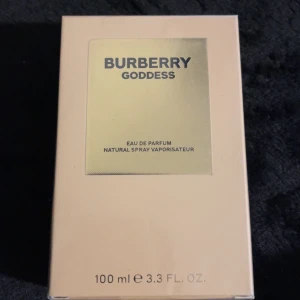 BURBERRY
GODDESS
EAU DE PARFUM
NATURAL SPRAY VAPORISATEUR
100 ml ℮ 3.3 FL. OZ.